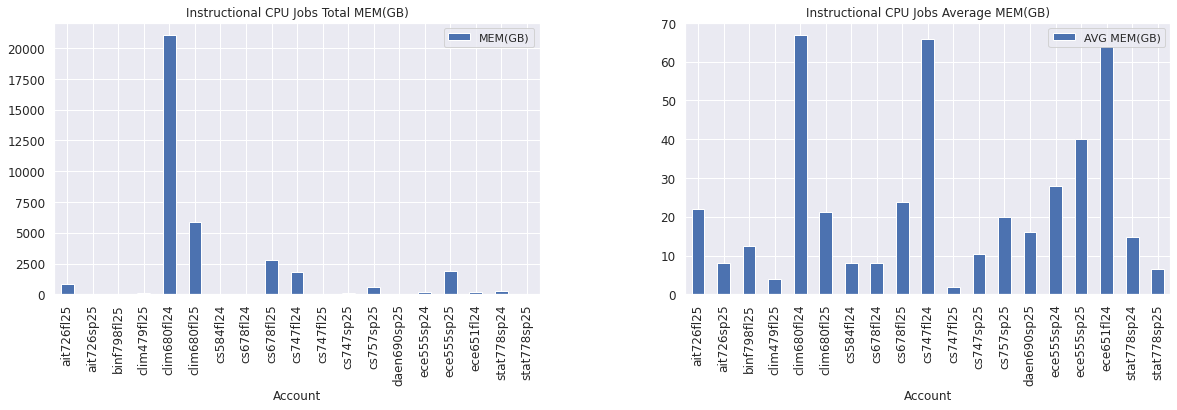 Instructional CPU Jobs Total MEM(GB)
MEM(GB)
20000
17500
15000
12500
10000
7500
5000
2500
0
ait726fl25
ait726sp25
binf798fl25
clim479fl25
clim680fl24
clim680fl25
cs584fl24
cs678fl24
cs678fl25
cs747fl24
cs747fl25
cs747sp25
cs757sp25
daen690sp25
ece555sp24
ece555sp25
ece651fl24
stat778sp24
stat778sp25
Account
Instructional CPU Jobs Average MEM(GB)
AVG MEM(GB)
70
60
50
40
30
20
10
0
ait726fl25
ait726sp25
binf798fl25
clim479fl25
clim680fl24
clim680fl25
cs584fl24
cs678fl24
cs678fl25
cs747fl24
cs747fl25
cs747sp25
cs757sp25
daen690sp25
ece555sp24
ece555sp25
ece651fl24
stat778sp24
stat778sp25
Account